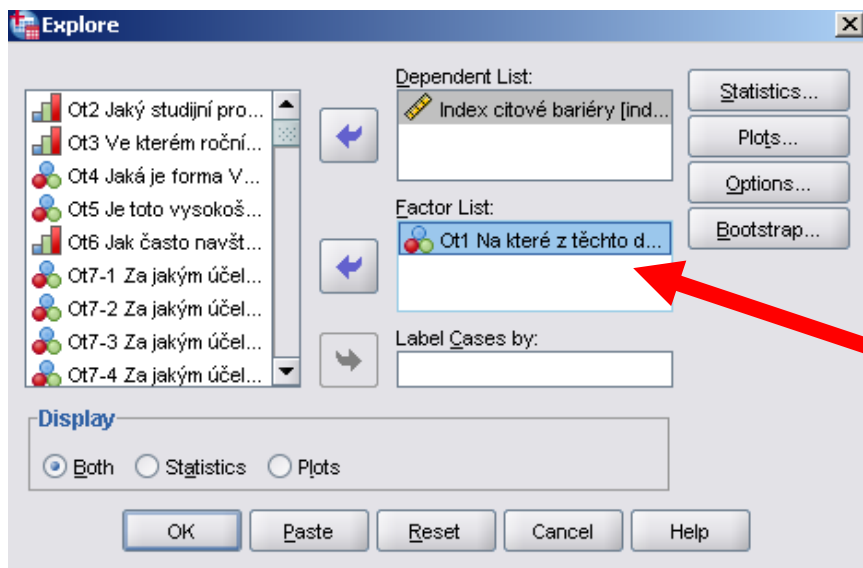 Explore
Ot2 Jaký studijní pro...
Ot3 Ve kterém roční...
Ot4 Jaká je forma V...
Ot5 Je toto vysokoš...
Ot6 Jak často navšt...
Ot7-1 Za jakým účel...
Ot7-2 Za jakým účel...
Ot7-3 Za jakým účel...
Ot7-4 Za jakým účel...
Dependent List:
Index citové bariéry [ind...
Factor List:
Ot1 Na které z těchto d...
Label Cases by:
Statistics...
Plots...
Options...
Bootstrap...
Display
Both Statistics Plots
OK Paste Reset Cancel Help